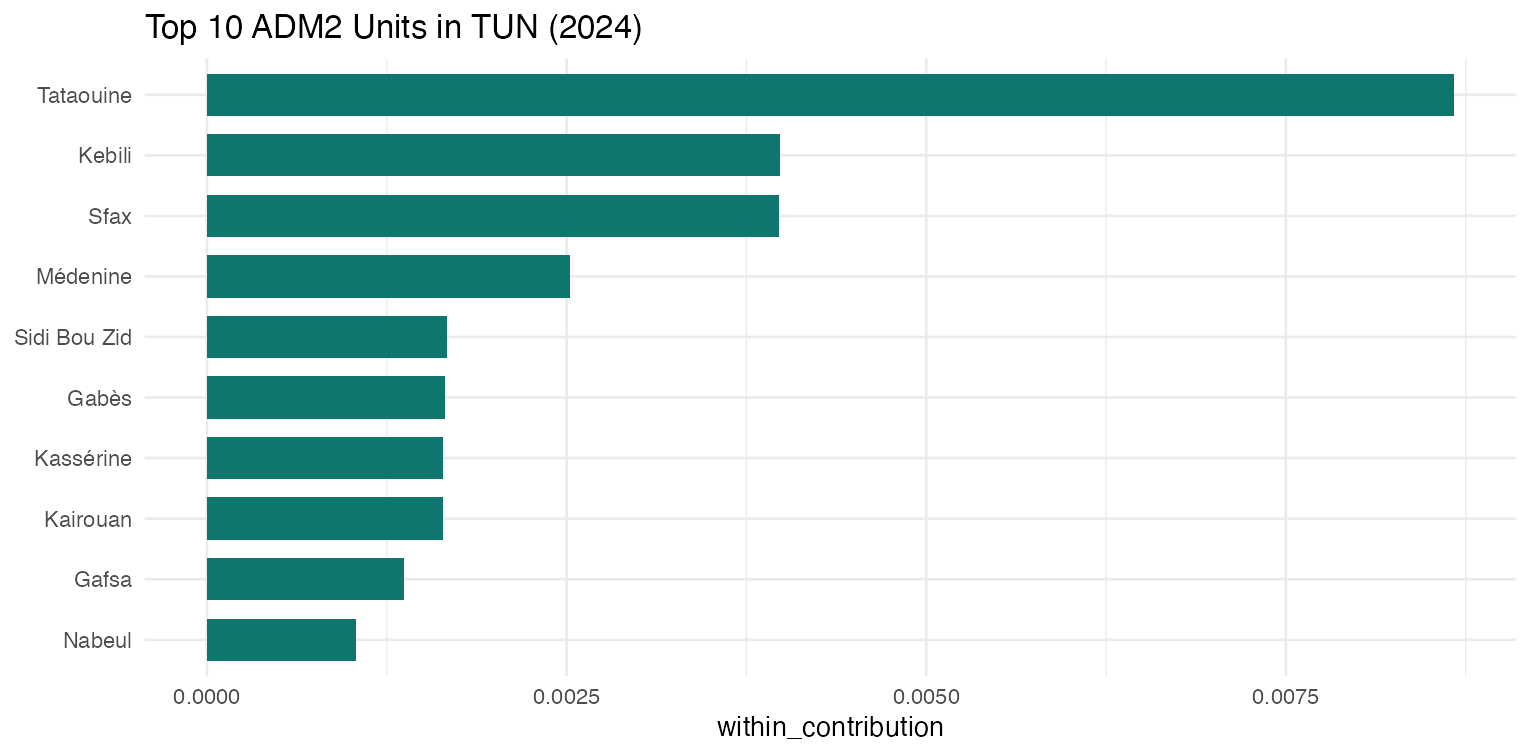 Top 10 ADM2 Units in TUN (2024)
Tataouine
Kebili
Sfax
Médenine
Sidi Bou Zid
Gabès
Kassérine
Kairouan
Gafsa
Nabeul
0.0000 0.0025 0.0050 0.0075
within_contribution